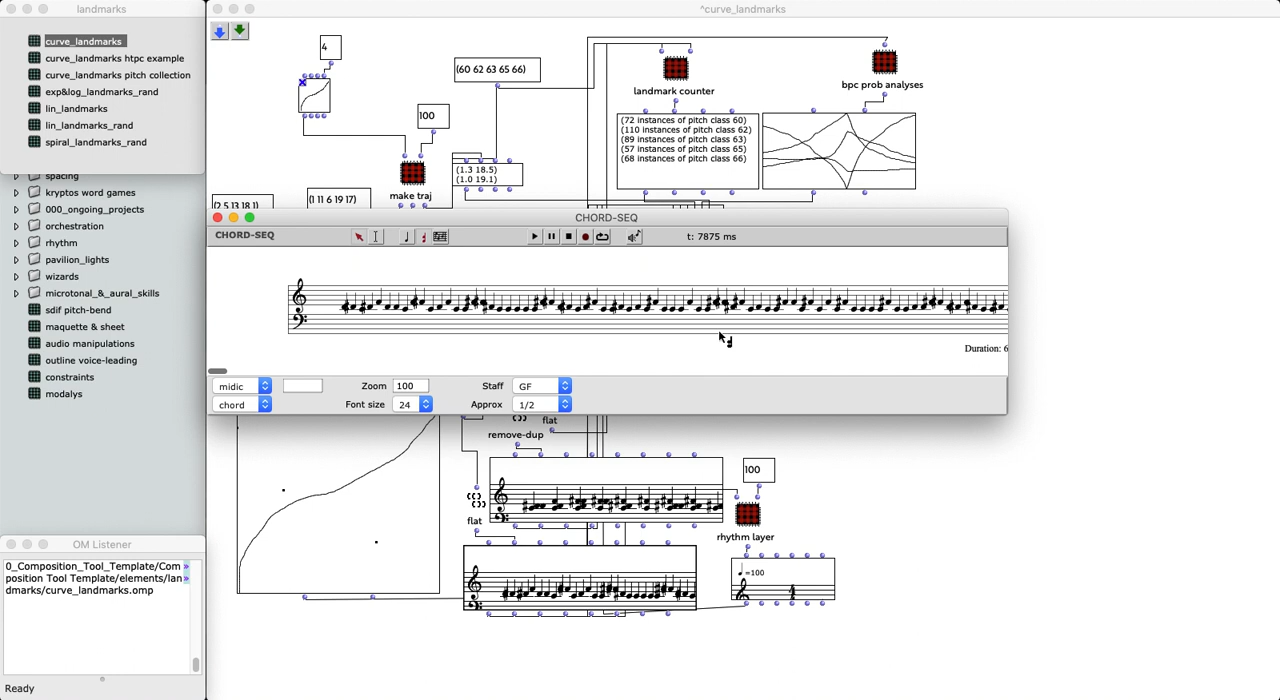 landmarks
curve_landmarks
curve_landmarks htpc example
curve_landmarks pitch collection
exp&log_landmarks_rand
lin_landmarks
lin_landmarks_rand
spiral_landmarks_rand
spacing
kryptos word games
000_ongoing_projects
orchestration
rhythm
pavilion_lights
wizards
microtonal_&_aural_skills
sdif pitch-bend
maquette & sheet
audio manipulations
outline voice-leading
constraints
modalys
OM Listener
0_Composition_Tool_Template/Com
position Tool Template/elements/lan
dmarks/curve_landmarks.omp
Ready
^curve_landmarks
4
(60 62 63 65 66)
100
landmark counter
bpc prob analyses
(72 instances of pitch class 60)
(110 instances of pitch class 62)
(89 instances of pitch class 63)
(57 instances of pitch class 65)
(68 instances of pitch class 66)
(1.3 18.5)
(1.0 19.1)
make traj
(2 5 13 18 1)
(1 11 6 19 17)
CHORD-SEQ
CHORD-SEQ
t: 7875 ms
Duration: 6
midic
Zoom
100
Staff
GF
chord
Font size
24
Approx
1/2
flat
remove-dup
100
flat
rhythm layer
=100